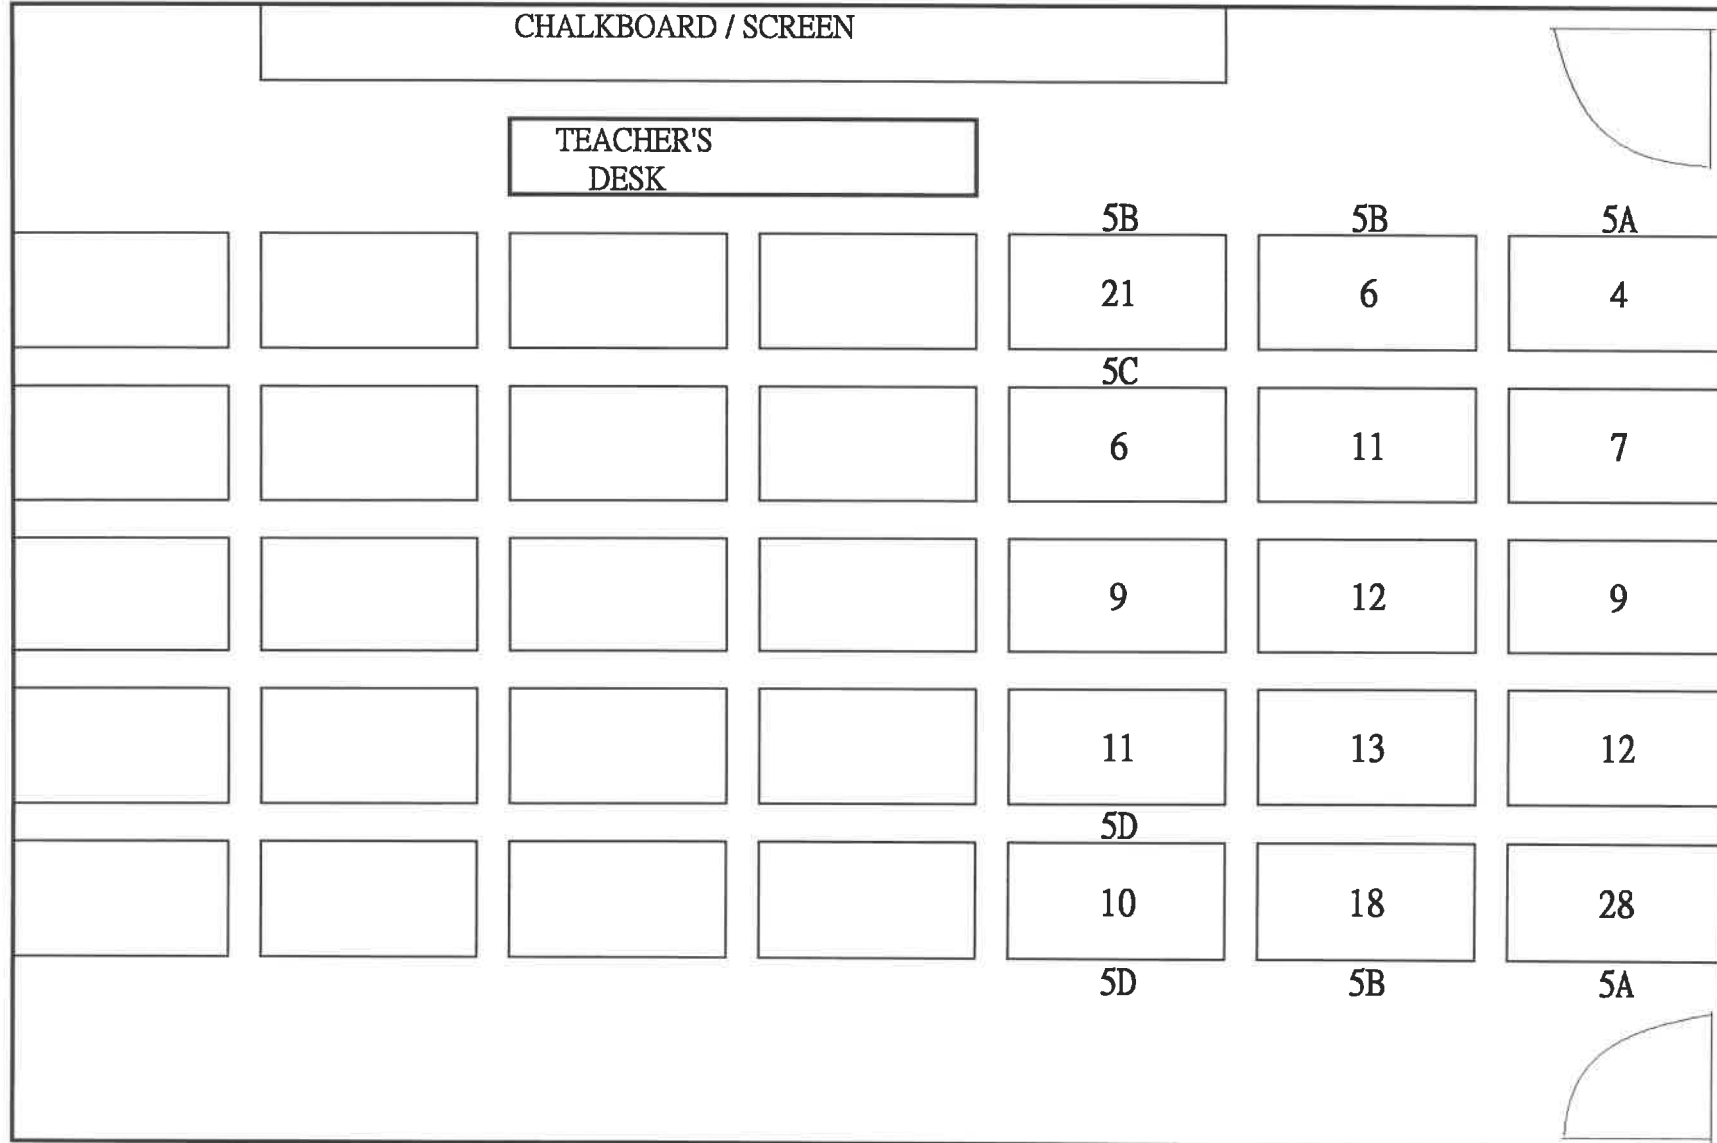 CHALKBOARD / SCREEN
TEACHER'S
DESK
5B 5B 5A
21 6 4
5C
6 11 7
9 12 9
11 13 12
5D
10 18 28
5D 5B 5A